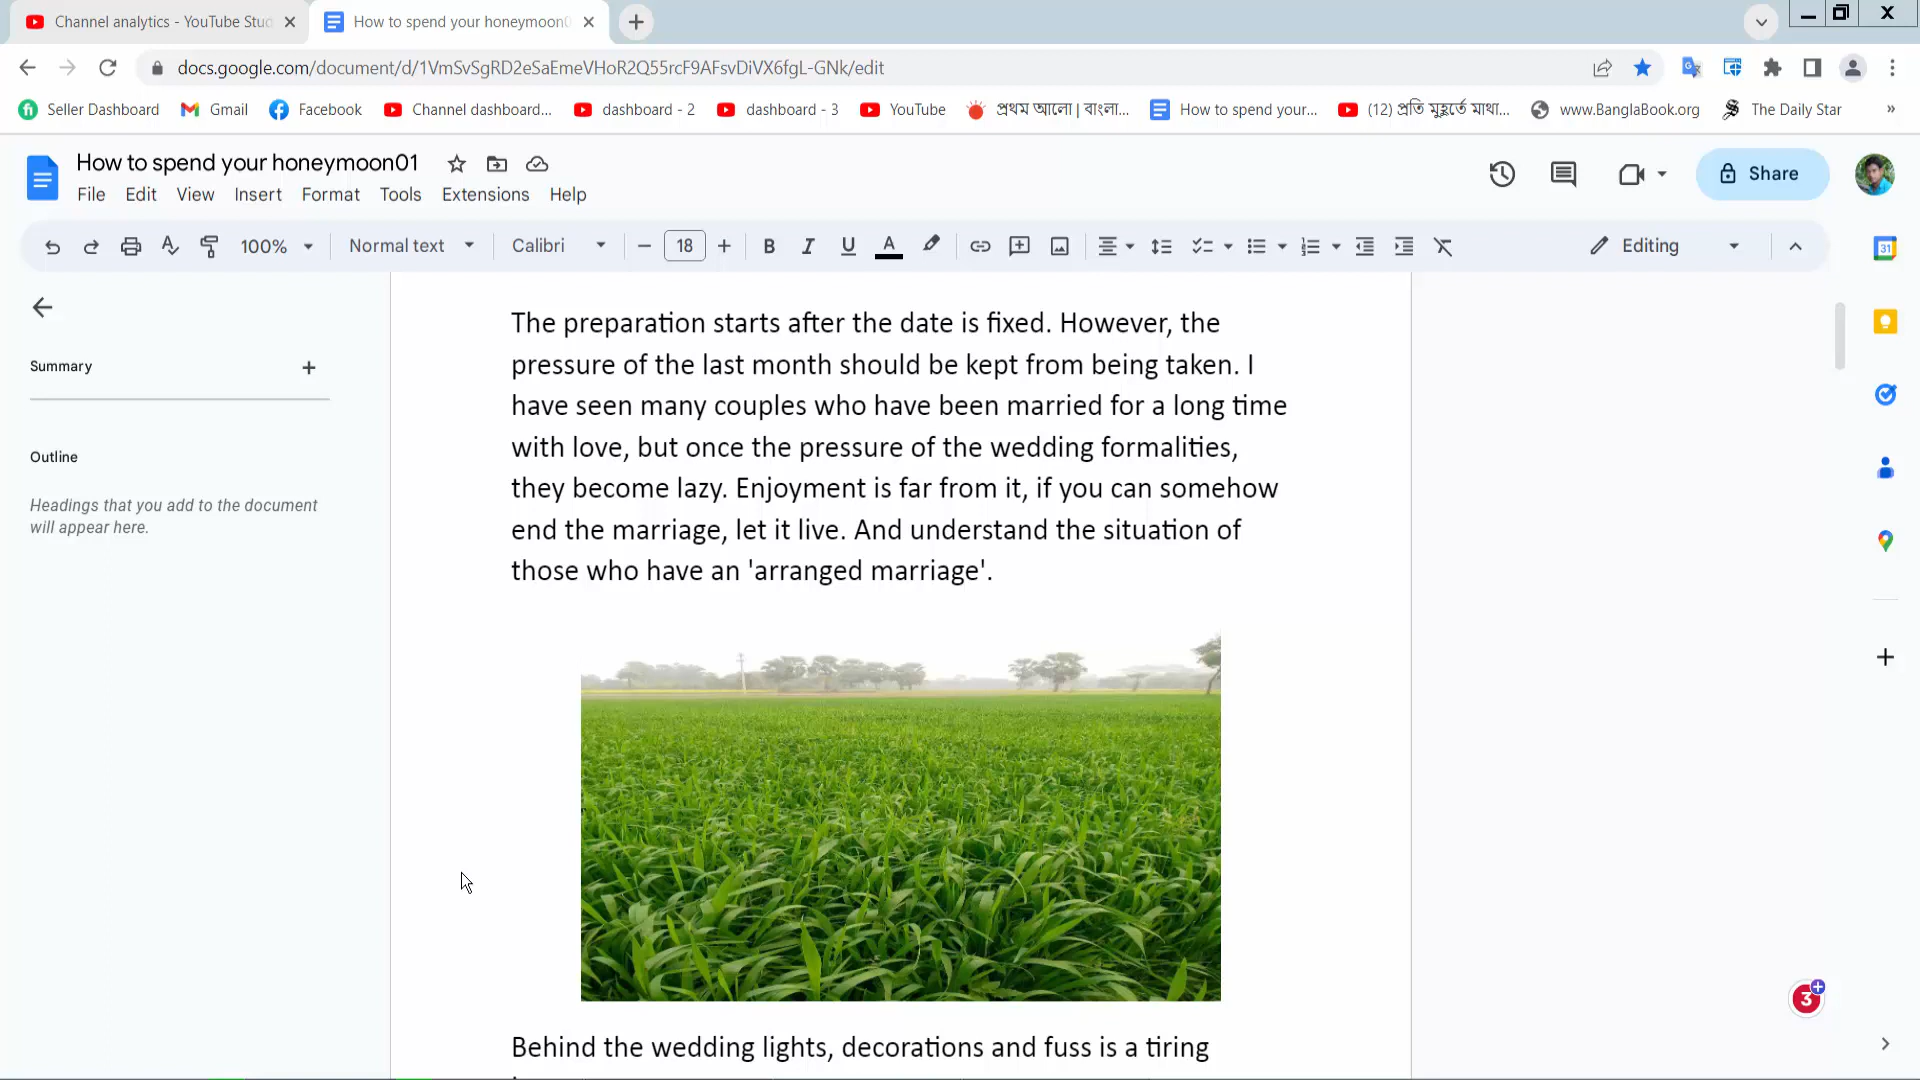 Channel analytics - YouTube Stud
How to spend your honeymoon0
docs.google.com/document/d/1VmSvSgRD2eSaEmeVHoR2Q55rcF9AFsvDiVX6fgL-GNk/edit
Seller Dashboard
Gmail
Facebook
Channel dashboard...
dashboard - 2
dashboard - 3
YouTube
প্রথম আলো | বাংলা...
How to spend your...
(12) প্রতি মুহূর্তে মাথা...
www.BanglaBook.org
The Daily Star
»
How to spend your honeymoon01
File Edit View Insert Format Tools Extensions Help
Share
100% Normal text Calibri 18 B I U A Editing
31
Summary
Outline
Headings that you add to the document
will appear here.
The preparation starts after the date is fixed. However, the
pressure of the last month should be kept from being taken. I
have seen many couples who have been married for a long time
with love, but once the pressure of the wedding formalities,
they become lazy. Enjoyment is far from it, if you can somehow
end the marriage, let it live. And understand the situation of
those who have an 'arranged marriage'.
3
Behind the wedding lights, decorations and fuss is a tiring